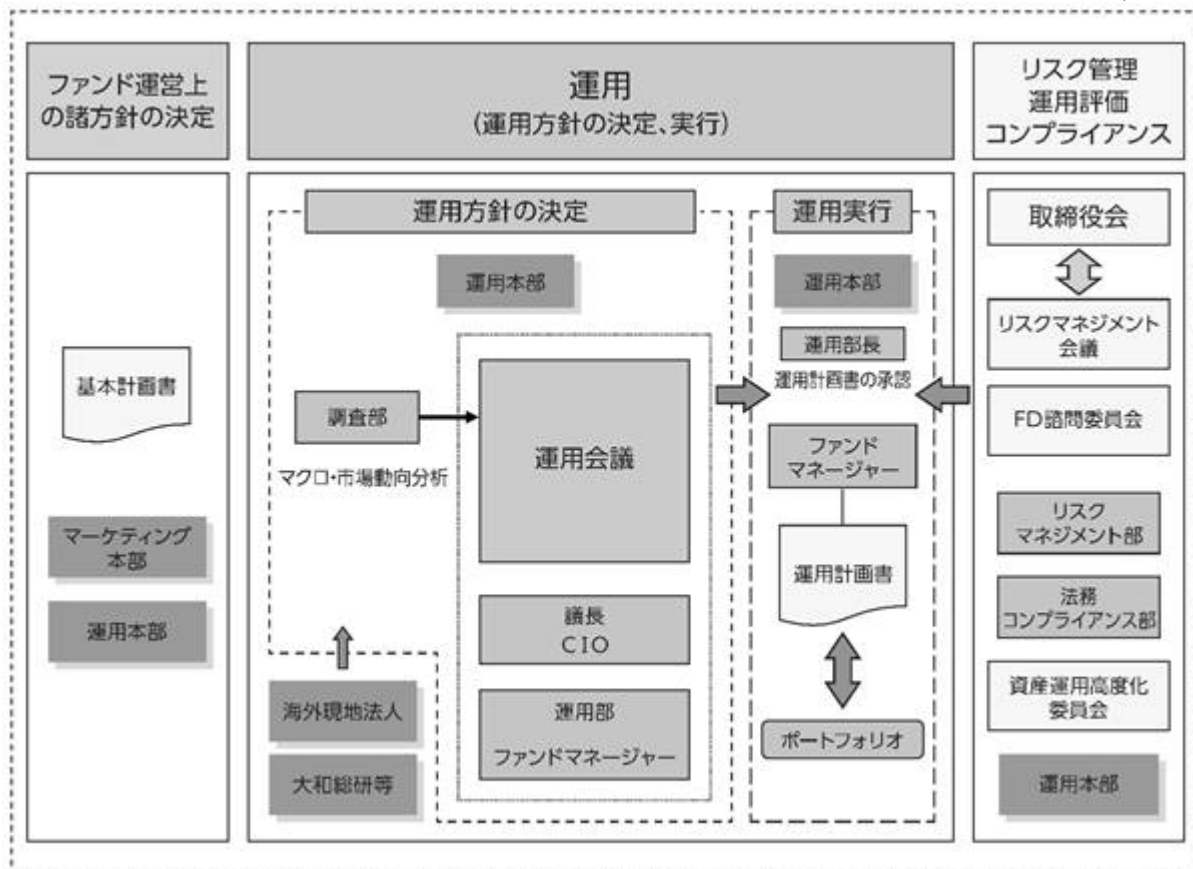 ファンド運営上
の諸方針の決定
運用
(運用方針の決定、実行)
リスク管理
運用評価
コンプライアンス
基本計画書
マーケティング
本部
運用本部
運用方針の決定
運用本部
調査部
マクロ・市場動向分析
運用会議
議長
CIO
運用部
ファンドマネージャー
海外現地法人
大和総研等
運用実行
運用本部
運用部長
運用計画書の承認
ファンド
マネージャー
運用計画書
ポートフォリオ
取締役会
リスクマネジメント
会議
FD諮問委員会
リスク
マネジメント部
法務
コンプライアンス部
資産運用高度化
委員会
運用本部